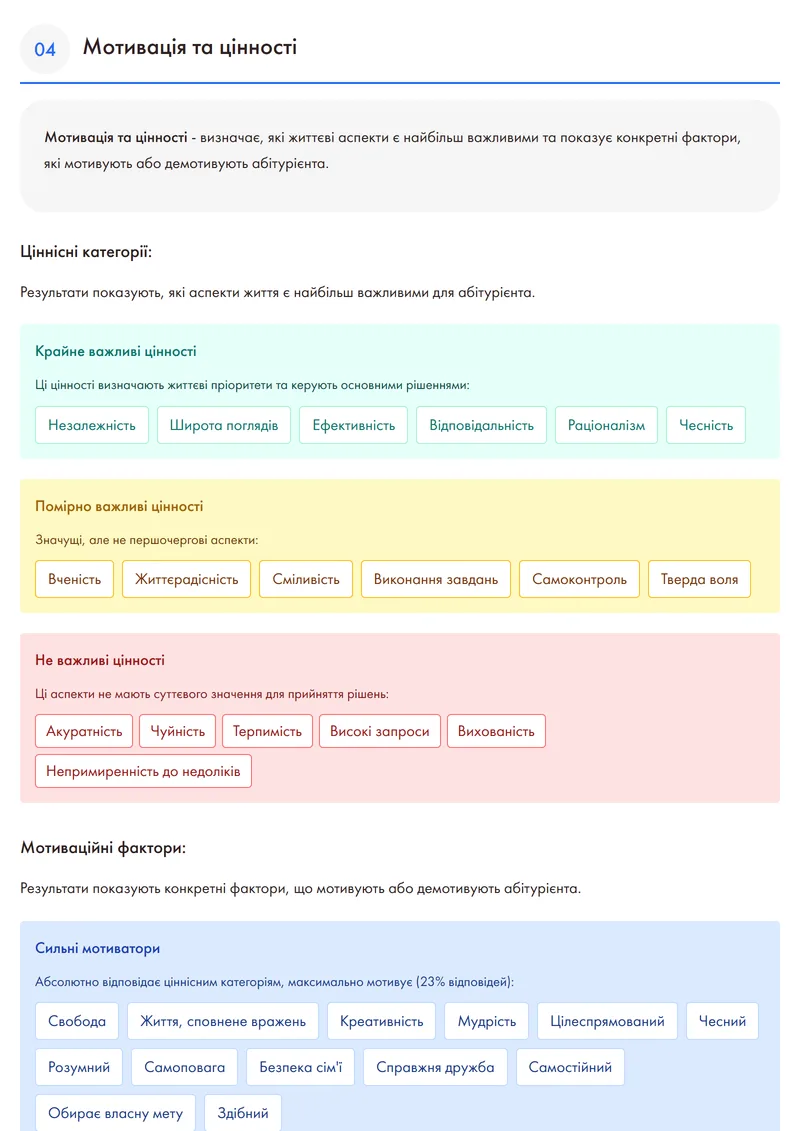 04 Мотивація та цінності
Мотивація та цінності - визначає, які життєві аспекти є найбільш важливими та показує конкретні фактори,
які мотивують або демотивують абітурієнта.
Ціннісні категорії:
Результати показують, які аспекти життя є найбільш важливими для абітурієнта.
Крайне важливі цінності
Ці цінності визначають життєві пріоритети та керують основними рішеннями:
Незалежність Широта поглядів Ефективність Відповідальність Раціоналізм Чесність
Помірно важливі цінності
Значущі, але не першочергові аспекти:
Вченість Життєрадісність Сміливість Виконання завдань Самоконтроль Тверда воля
Не важливі цінності
Ці аспекти не мають суттєвого значення для прийняття рішень:
Акуратність Чуйність Терпимість Високі запроси Вихованість
Непримиренність до недоліків
Мотиваційні фактори:
Результати показують конкретні фактори, що мотивують або демотивують абітурієнта.
Сильні мотиватори
Абсолютно відповідає ціннісним категоріям, максимально мотивує (23% відповідей):
Свобода Життя, сповнене вражень Креативність Мудрість Цілеспрямований Чесний
Розумний Самоповага Безпека сім'ї Справжня дружба Самостійний
Обирає власну мету Здібний